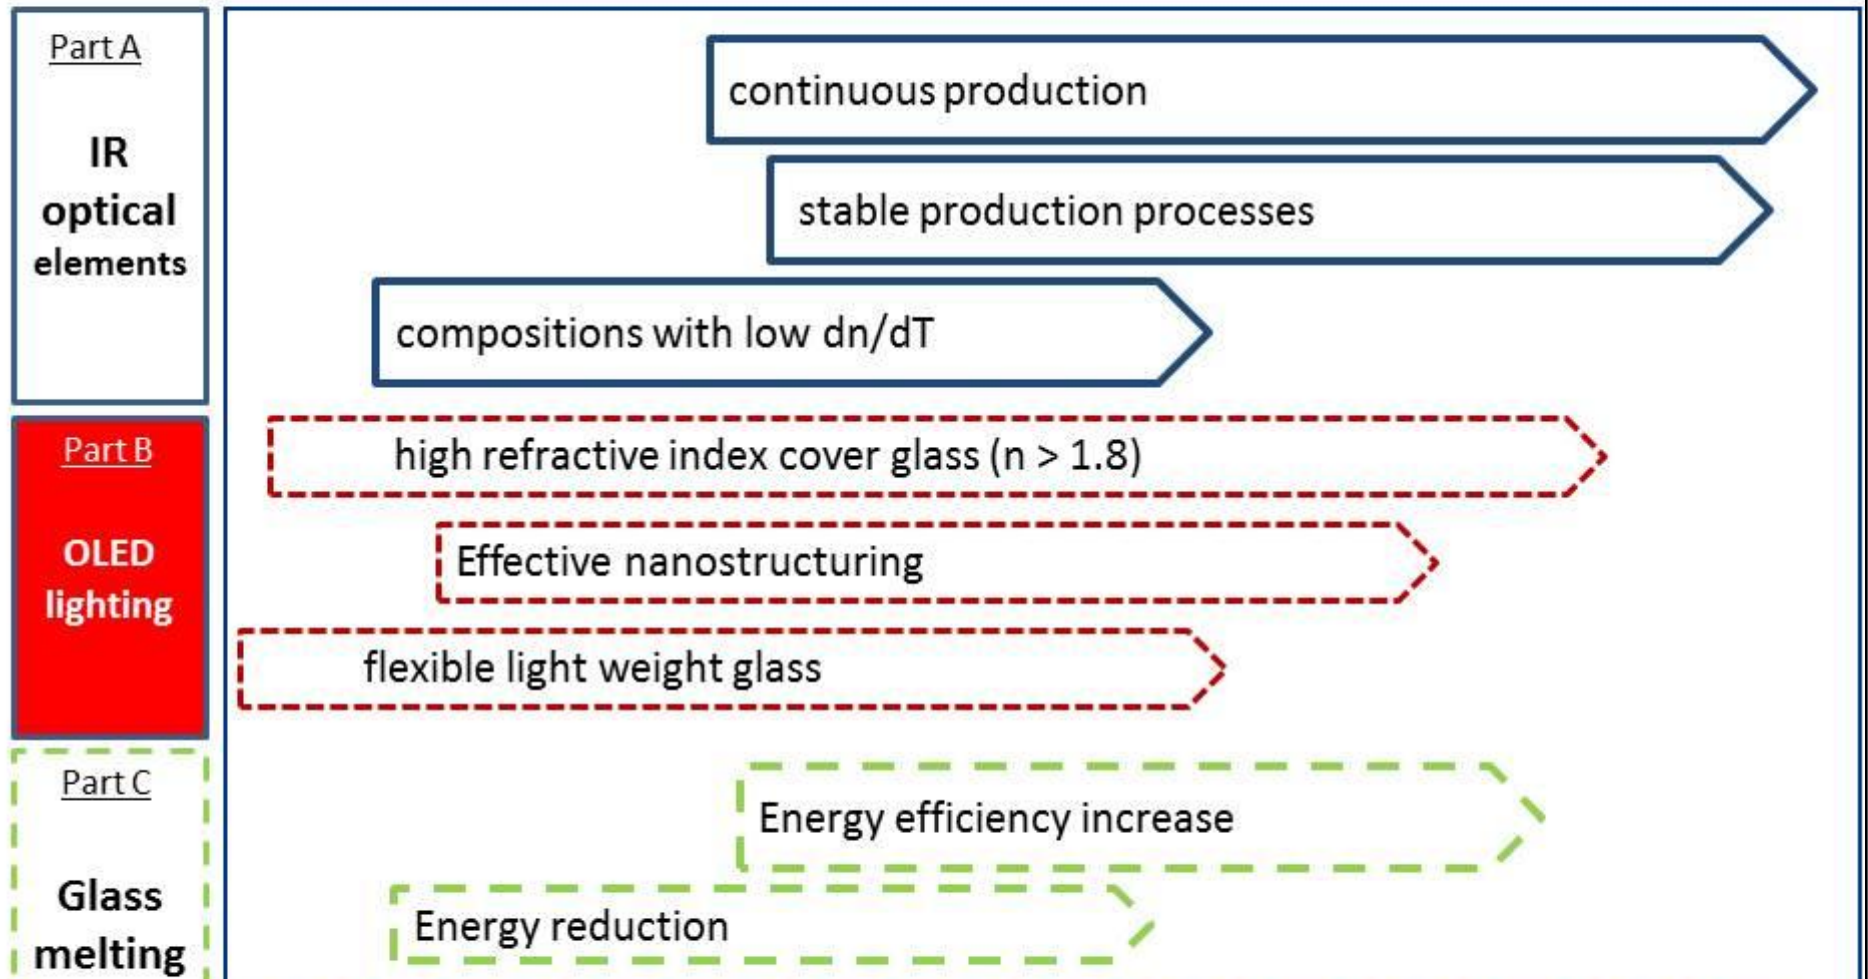 Part A
IR
optical
elements
continuous production
stable production processes
compositions with low dn/dT
Part B
OLED
lighting
high refractive index cover glass (n > 1.8)
Effective nanostructuring
flexible light weight glass
Part C
Glass
melting
Energy efficiency increase
Energy reduction